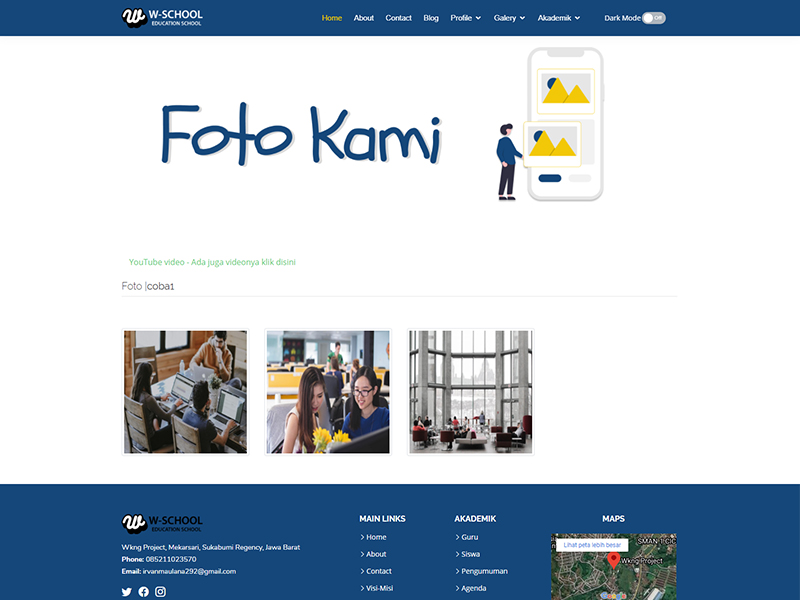 W-SCHOOL
EDUCATION SCHOOL
Home About Contact Blog Profile Galery Akademik Dark Mode Off
Foto Kami
YouTube video - Ada juga videonya klik disini
Foto |coba1
W-SCHOOL
EDUCATION SCHOOL
Wkng Project, Mekarsari, Sukabumi Regency, Jawa Barat
Phone: 085211023570
Email: irvanmaulana292@gmail.com
MAIN LINKS
Home
About
Contact
Visi-Misi
AKADEMIK
Guru
Siswa
Pengumuman
Agenda
MAPS
Lihat peta lebih besar
SMAN 1 CIC
Wkng Project
Google